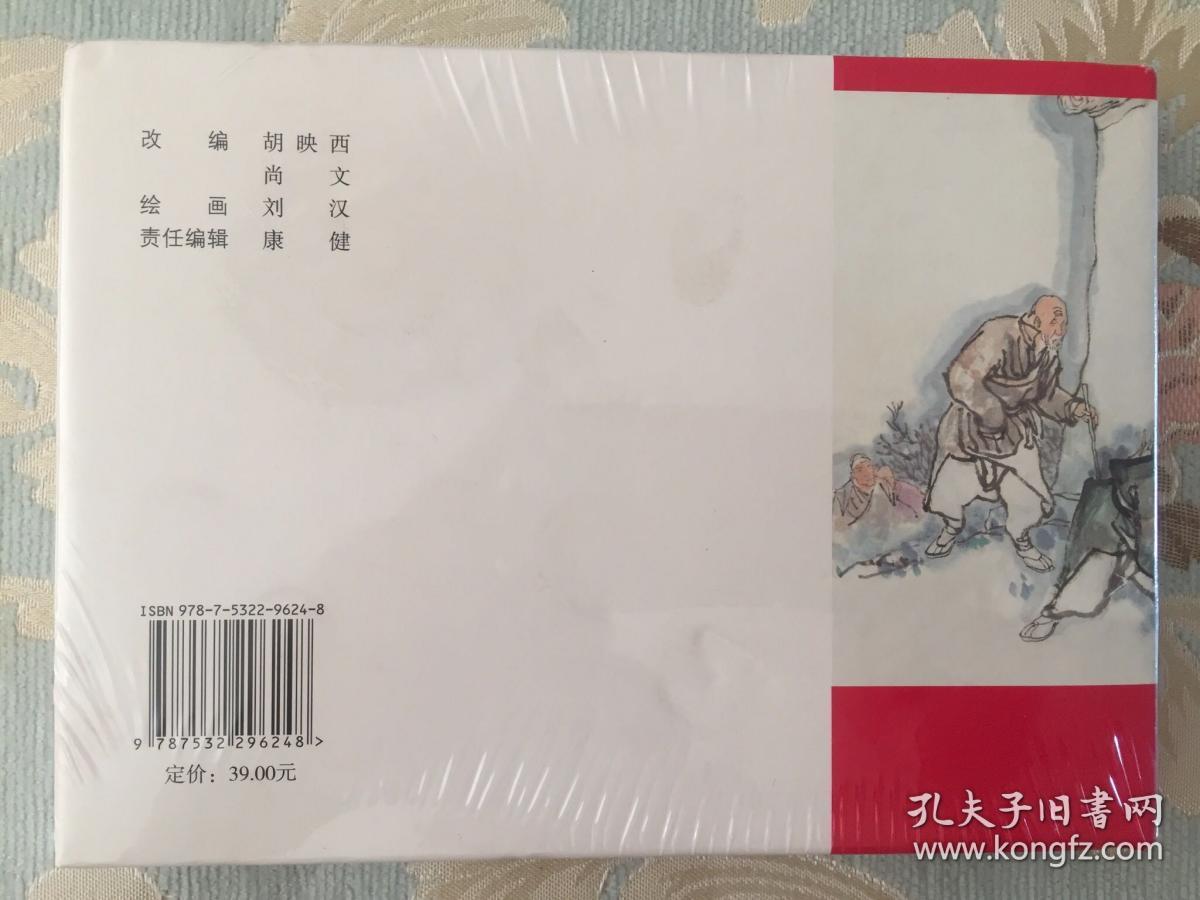 改 编 胡映西
尚 文
绘 画 刘 汉
责任编辑 康 健
ISBN 978-7-5322-9624-8
9 787532 296248 >
定价：39.00元
孔夫子旧書网
www.kongfz.com